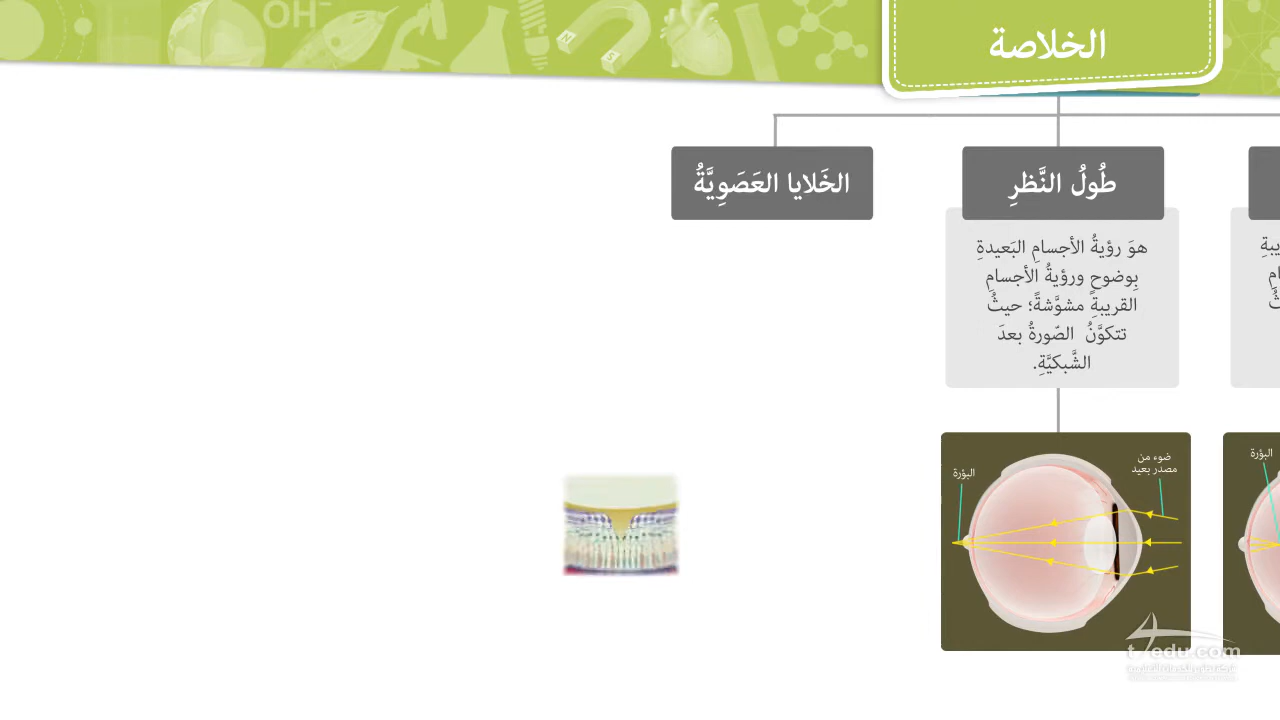 OH⁻
الخلاصة
طُولُ النَّظرِ
الخَلايا العَصَوِيَّةُ
هوَ رؤيةُ الأجسامِ البَعيدةِ
بِوضوحٍ ورؤيةُ الأجسامِ
القريبةِ مشوَّشةً؛ حيثُ
تتكوَّنُ الصّورةُ بعدَ
الشَّبكيَّةِ.
البؤرة
ضوء من
مصدر بعيد
البؤرة